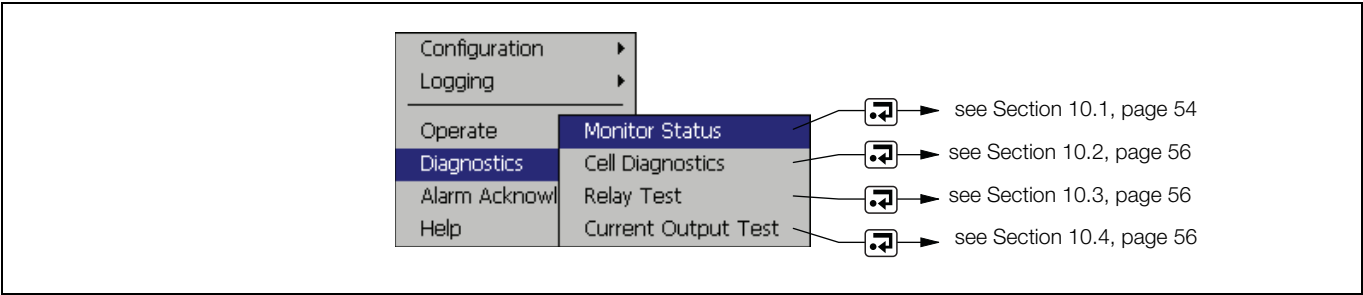 Configuration
Logging
Operate
Diagnostics
Alarm Acknowl
Help
Monitor Status
Cell Diagnostics
Relay Test
Current Output Test
see Section 10.1, page 54
see Section 10.2, page 56
see Section 10.3, page 56
see Section 10.4, page 56